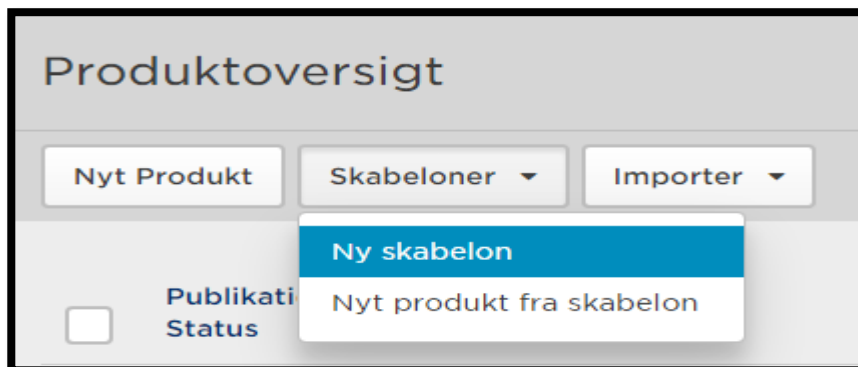 Produktoversigt
Nyt Produkt
Skabeloner
Importer
Ny skabelon
Nyt produkt fra skabelon
Status